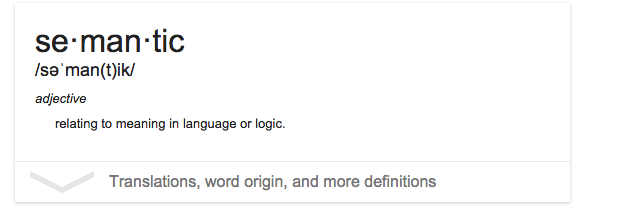 se·man·tic
/səˈman(t)ik/
adjective
relating to meaning in language or logic.
Translations, word origin, and more definitions